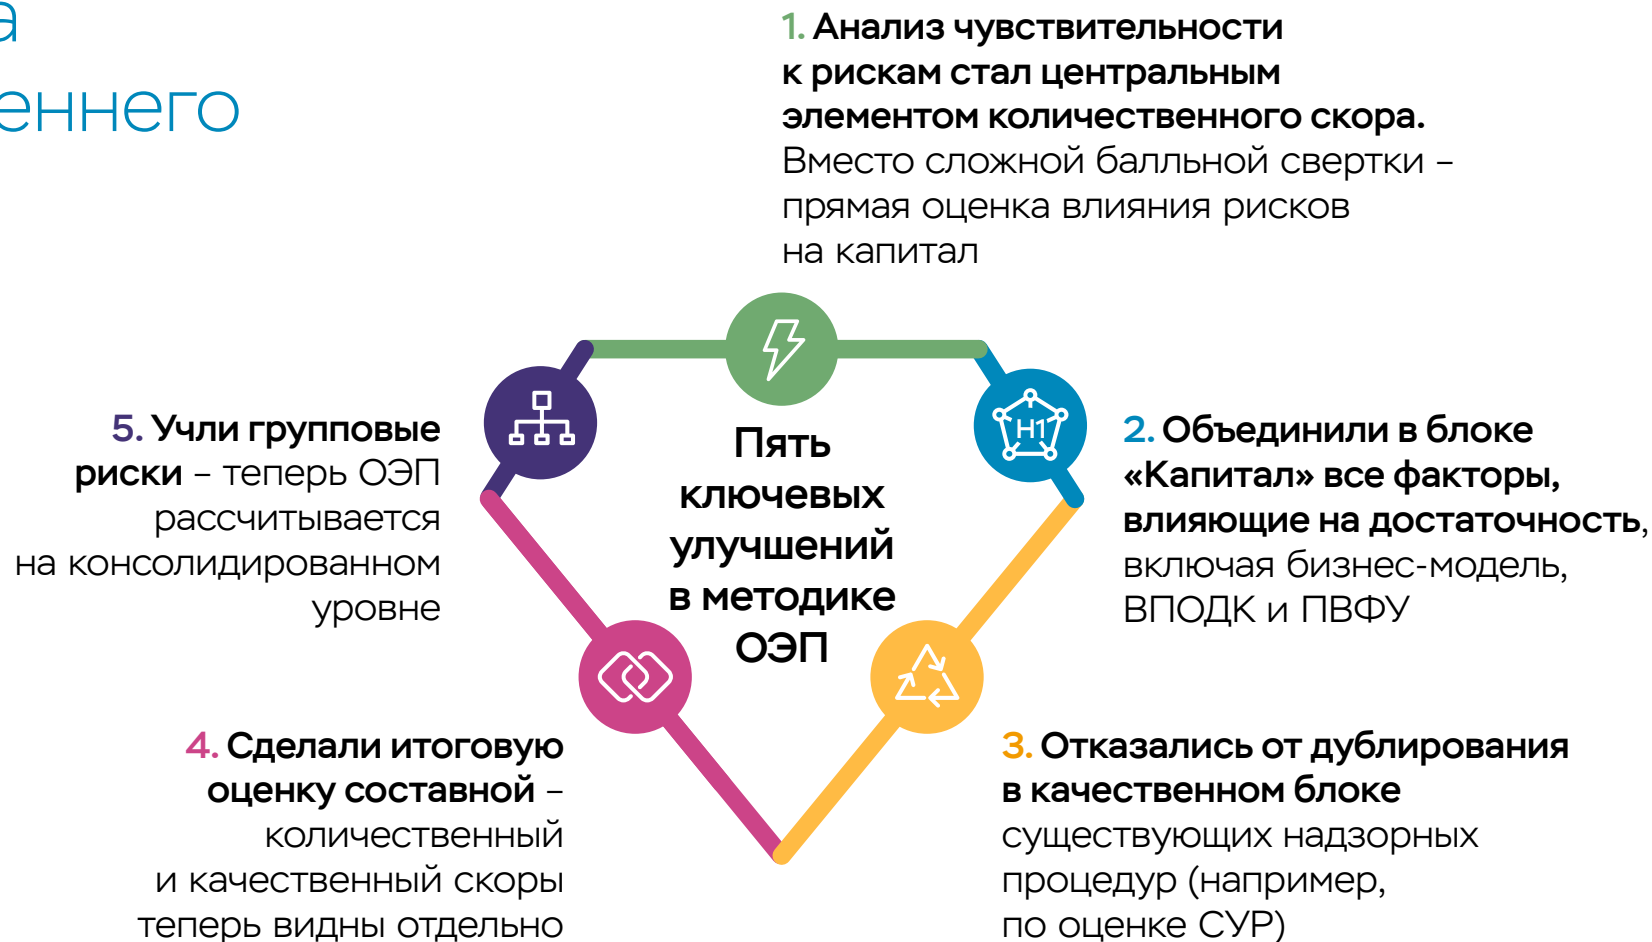 а
еннего
1. Анализ чувствительности
к рискам стал центральным
элементом количественного скора.
Вместо сложной балльной свертки –
прямая оценка влияния рисков
на капитал
Н1
Пять
ключевых
улучшений
в методике
ОЭП
2. Объединили в блоке
«Капитал» все факторы,
влияющие на достаточность,
включая бизнес-модель,
ВПОДК и ПВФУ
3. Отказались от дублирования
в качественном блоке
существующих надзорных
процедур (например,
по оценке СУР)
4. Сделали итоговую
оценку составной –
количественный
и качественный скоры
теперь видны отдельно
5. Учли групповые
риски – теперь ОЭП
рассчитывается
на консолидированном
уровне